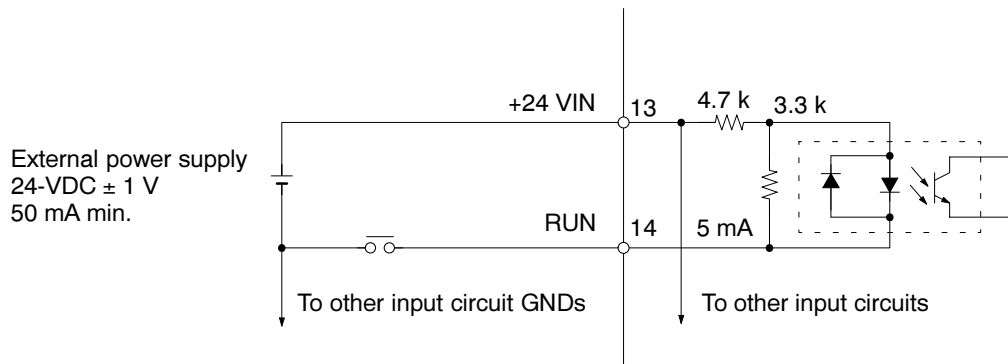 +24 VIN
13
4.7 k
3.3 k
External power supply
24-VDC ± 1 V
50 mA min.
RUN
14
5 mA
To other input circuit GNDs
To other input circuits